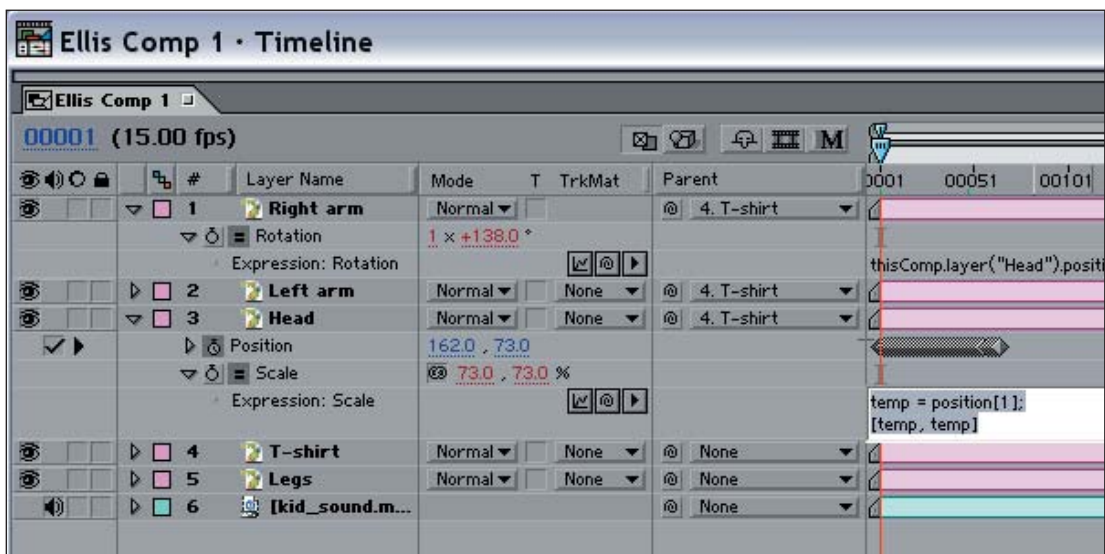 Ellis Comp 1 · Timeline
Ellis Comp 1
00001 (15.00 fps) M
# Layer Name Mode T TrkMat Parent 0001 00051 00101
1 Right arm Normal 4. T-shirt
= Rotation 1 x +138.0 °
Expression: Rotation thisComp.layer("Head").positi
2 Left arm Normal None 4. T-shirt
3 Head Normal None 4. T-shirt
Position 162.0 , 73.0
= Scale 73.0 , 73.0 %
Expression: Scale temp = position[1];
[temp, temp]
4 T-shirt Normal None None
5 Legs Normal None None
6 [kid_sound.m... None